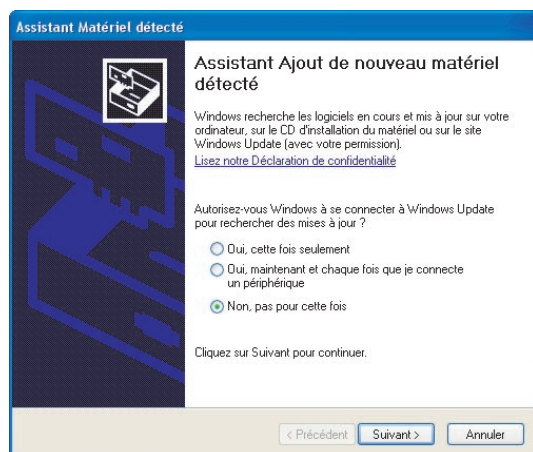 Assistant Matériel détecté
Assistant Ajout de nouveau matériel
détecté
Windows recherche les logiciels en cours et mis à jour sur votre
ordinateur, sur le CD d'installation du matériel ou sur le site
Windows Update (avec votre permission).
Lisez notre Déclaration de confidentialité
Autorisez-vous Windows à se connecter à Windows Update
pour rechercher des mises à jour ?
Oui, cette fois seulement
Oui, maintenant et chaque fois que je connecte
un périphérique
Non, pas pour cette fois
Cliquez sur Suivant pour continuer.
< Précédent Suivant > Annuler